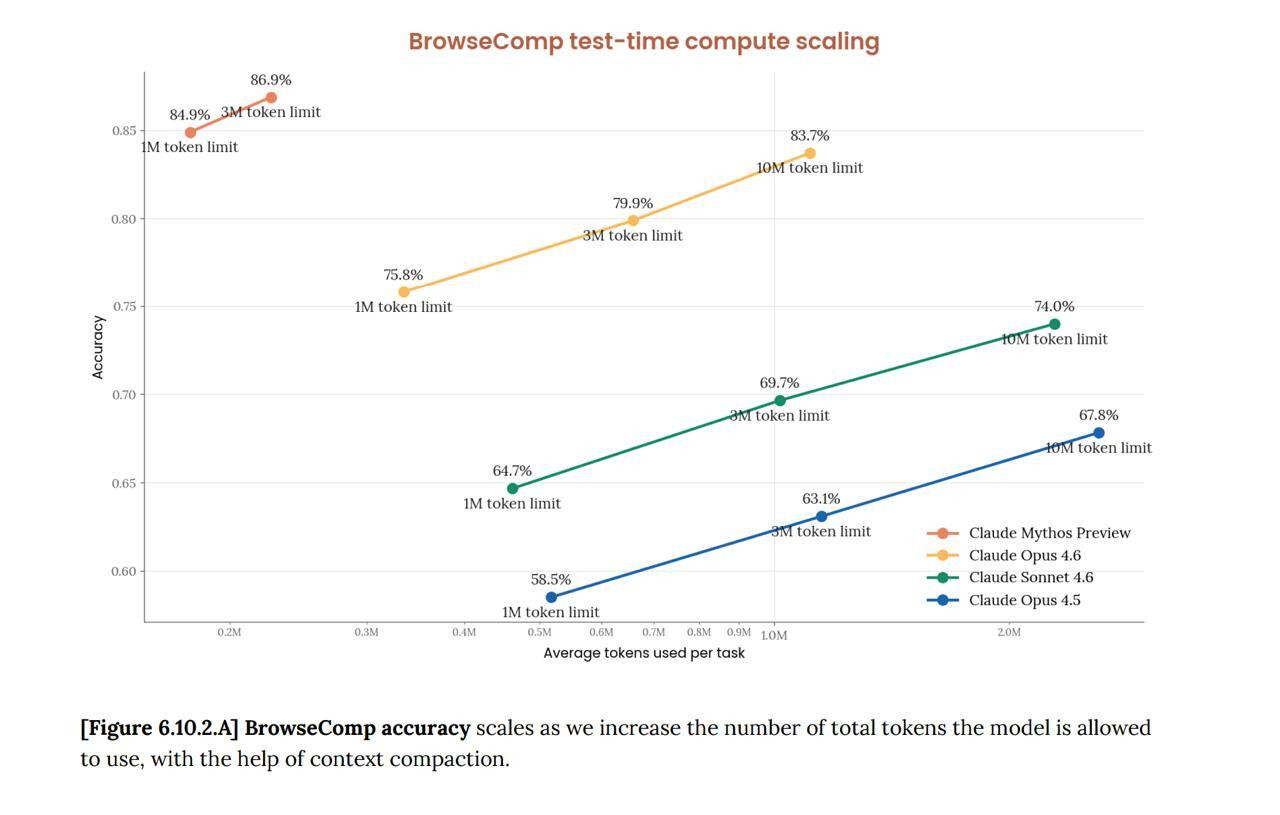 BrowseComp test-time compute scaling
86.9%
84.9%
3M token limit
1M token limit
83.7%
10M token limit
79.9%
3M token limit
75.8%
1M token limit
74.0%
10M token limit
69.7%
3M token limit
67.8%
10M token limit
64.7%
1M token limit
63.1%
3M token limit
58.5%
1M token limit
0.85
0.80
0.75
0.70
0.65
0.60
Accuracy
Claude Mythos Preview
Claude Opus 4.6
Claude Sonnet 4.6
Claude Opus 4.5
0.2M 0.3M 0.4M 0.5M 0.6M 0.7M 0.8M 0.9M 1.0M 2.0M
Average tokens used per task
[Figure 6.10.2.A] BrowseComp accuracy scales as we increase the number of total tokens the model is allowed
to use, with the help of context compaction.